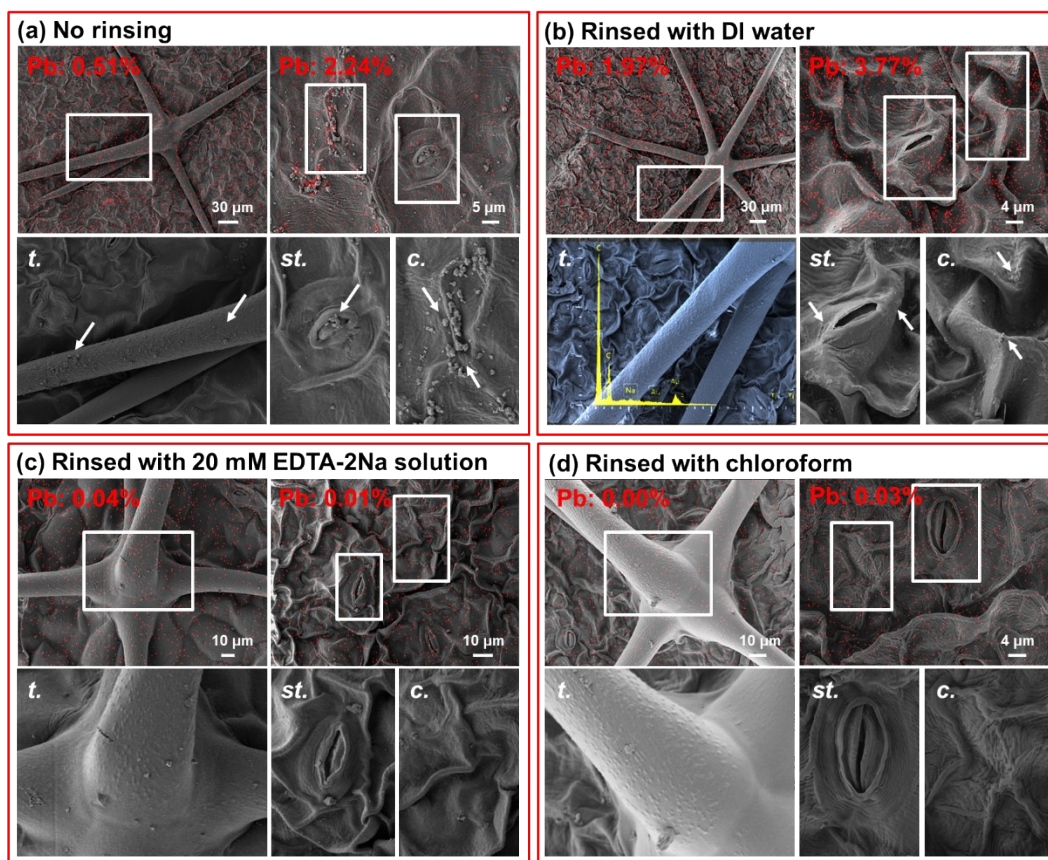 (a) No rinsing
Pb: 0.51%
Pb: 2.24%
30 µm
5 µm
t.
st.
c.
(b) Rinsed with DI water
Pb: 1.97%
Pb: 3.77%
30 µm
4 µm
t.
C
Na
st.
c.
(c) Rinsed with 20 mM EDTA-2Na solution
Pb: 0.04%
Pb: 0.01%
10 µm
10 µm
t.
st.
c.
(d) Rinsed with chloroform
Pb: 0.00%
Pb: 0.03%
10 µm
4 µm
t.
st.
c.